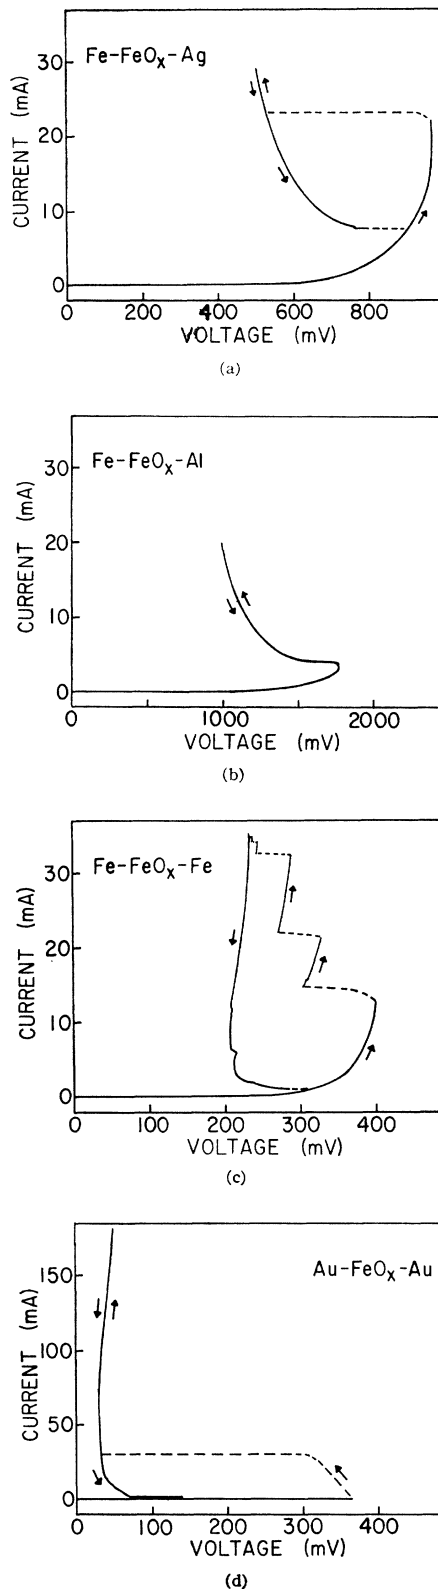 Fe-FeOx-Ag
CURRENT (mA)
30
20
10
0
0 200 400 600 800
VOLTAGE (mV)
(a)
Fe-FeOx-Al
CURRENT (mA)
30
20
10
0
0 1000 2000
VOLTAGE (mV)
(b)
Fe-FeOx-Fe
CURRENT (mA)
30
20
10
0
0 100 200 300 400
VOLTAGE (mV)
(c)
Au-FeOx-Au
CURRENT (mA)
150
100
50
0
0 100 200 300 400
VOLTAGE (mV)
(d)